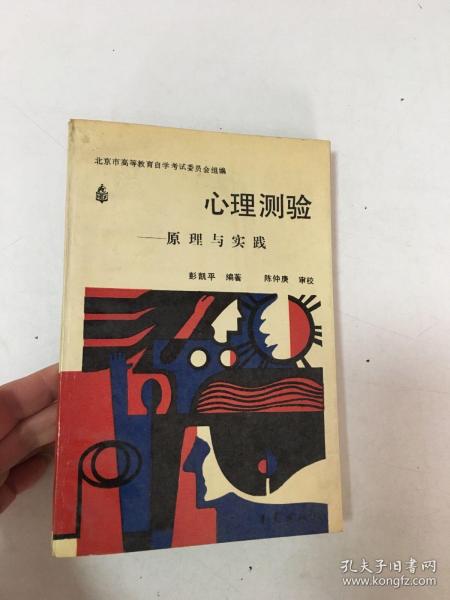 北京市高等教育自学考试委员会组编
心理测验
——原理与实践
彭凯平 编著 陈仲庚 审校
孔夫子旧书网
www.kongfz.com